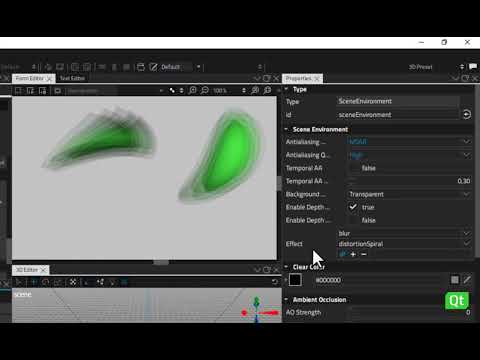 Default
3D Preset
Form Editor
Text Editor
Properties
100%
Type
Type SceneEnvironment
id sceneEnvironment
Scene Environment
Antialiasing ... MSAA
Antialiasing Q... High
Temporal AA false
Temporal AA ... 0,30
Background ... Transparent
Enable Depth ... true
Enable Depth ... false
blur
Effect distortionSpiral
Clear Color
#000000
Ambient Occlusion
AO Strength 0
3D Editor
scene
Qt